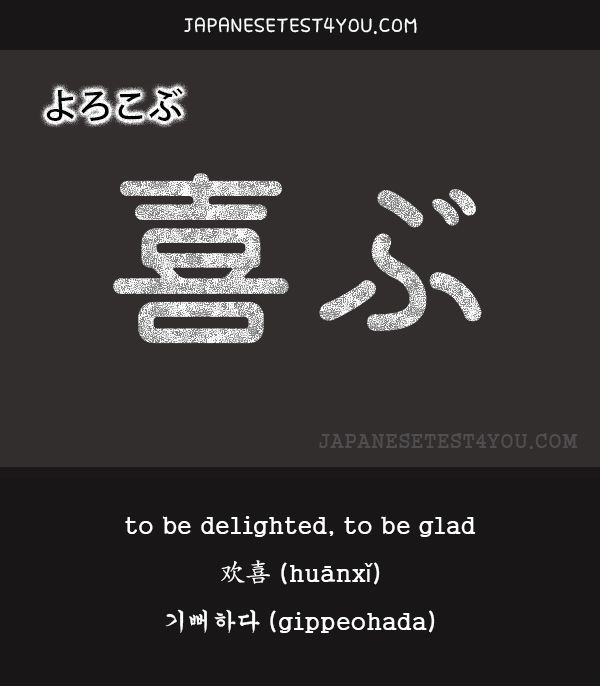 JAPANESETEST4YOU.COM
よろこぶ
喜ぶ
JAPANESETEST4YOU.COM
to be delighted, to be glad
欢喜 (huānxǐ)
기뻐하다 (gippeohada)